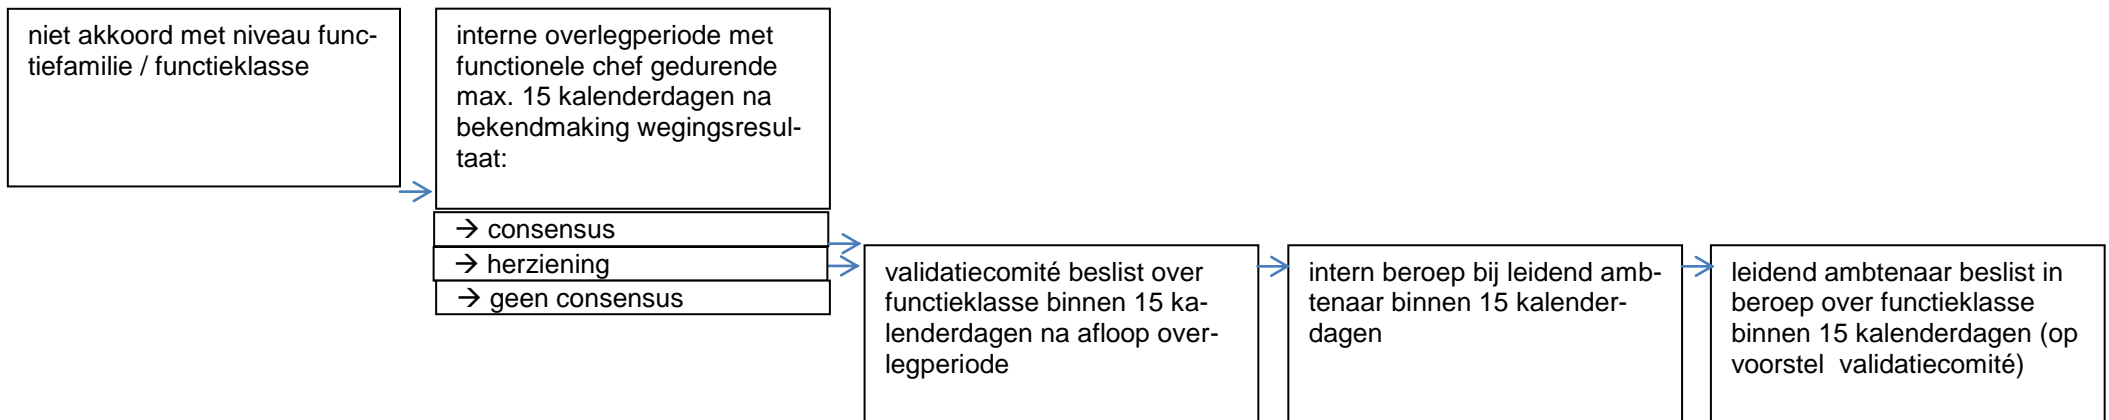 niet akkoord met niveau func-
tiefamilie / functieklasse
interne overlegperiode met
functionele chef gedurende
max. 15 kalenderdagen na
bekendmaking wegingsresul-
taat:
→ consensus
→ herziening
→ geen consensus
validatiecomité beslist over
functieklasse binnen 15 ka-
lenderdagen na afloop over-
legperiode
intern beroep bij leidend amb-
tenaar binnen 15 kalender-
dagen
leidend ambtenaar beslist in
beroep over functieklasse
binnen 15 kalenderdagen (op
voorstel validatiecomité)